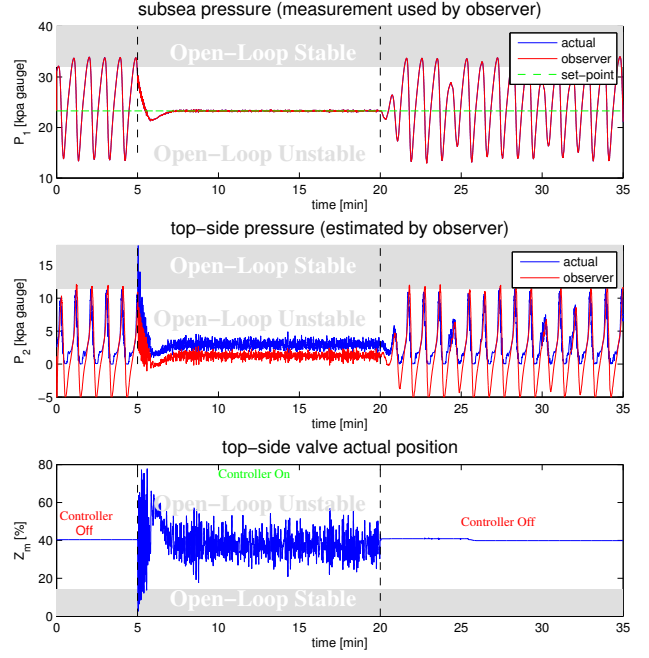 subsea pressure (measurement used by observer)
P1 [kpa gauge]
40
30
20
10
Open-Loop Stable
Open-Loop Unstable
actual
observer
set-point
0 5 10 15 20 25 30 35
time [min]
top-side pressure (estimated by observer)
P2 [kpa gauge]
15
10
5
0
-5
Open-Loop Stable
Open-Loop Unstable
actual
observer
0 5 10 15 20 25 30 35
time [min]
top-side valve actual position
Zm [%]
80
60
40
20
0
Controller On
Open-Loop Unstable
Controller
Off
Controller Off
Open-Loop Stable
0 5 10 15 20 25 30 35
time [min]